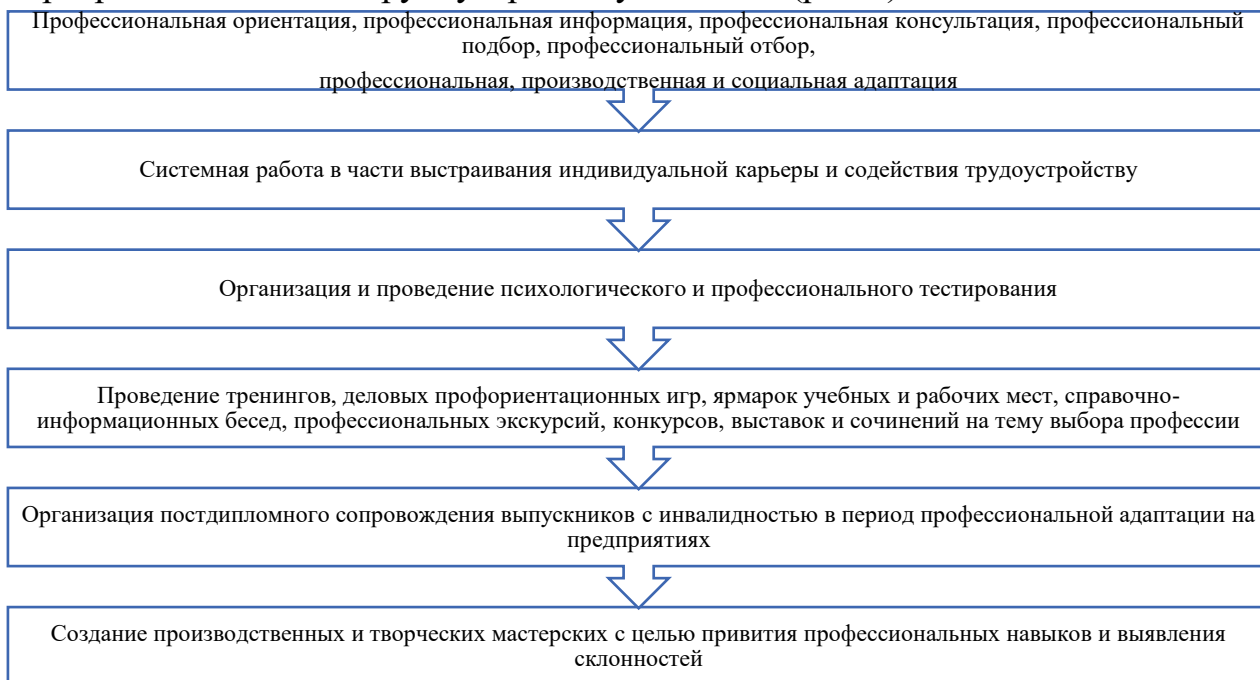 Профессиональная ориентация, профессиональная информация, профессиональная консультация, профессиональный
подбор, профессиональный отбор,
профессиональная, производственная и социальная адаптация
Системная работа в части выстраивания индивидуальной карьеры и содействия трудоустройству
Организация и проведение психологического и профессионального тестирования
Проведение тренингов, деловых профориентационных игр, ярмарок учебных и рабочих мест, справочно-
информационных бесед, профессиональных экскурсий, конкурсов, выставок и сочинений на тему выбора профессии
Организация постдипломного сопровождения выпускников с инвалидностью в период профессиональной адаптации на
предприятиях
Создание производственных и творческих мастерских с целью привития профессиональных навыков и выявления
склонностей